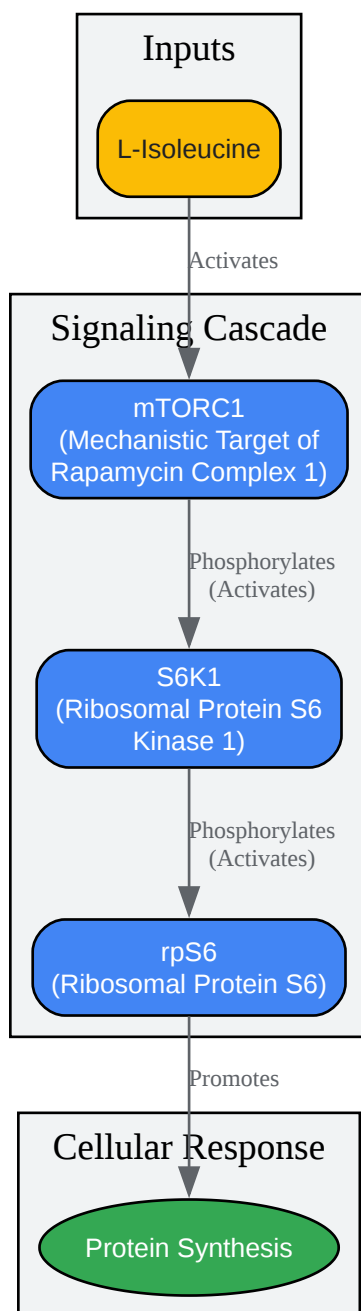 Inputs
L-Isoleucine
Activates
Signaling Cascade
mTORC1
(Mechanistic Target of
Rapamycin Complex 1)
Phosphorylates
(Activates)
S6K1
(Ribosomal Protein S6
Kinase 1)
Phosphorylates
(Activates)
rpS6
(Ribosomal Protein S6)
Promotes
Cellular Response
Protein Synthesis